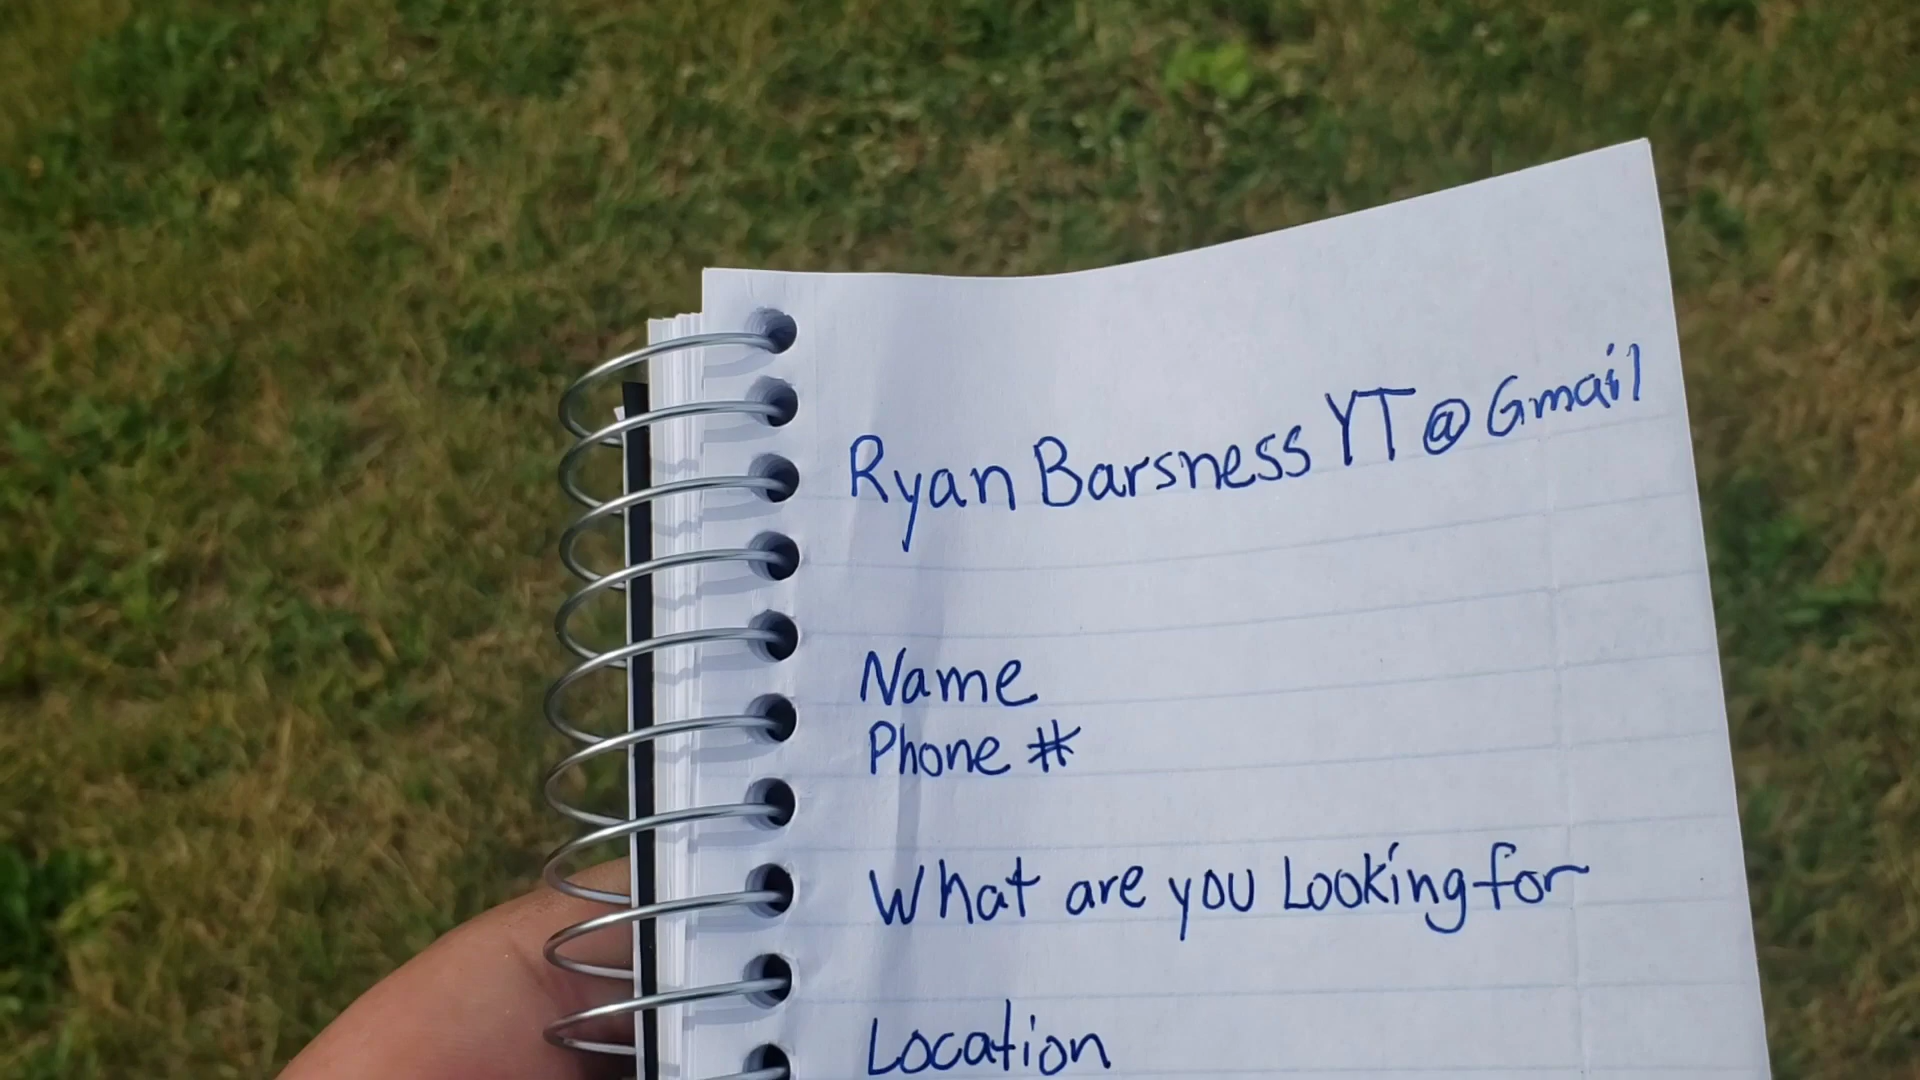 Ryan Barsness YT@Gmail
Name
Phone #
What are you Looking for
Location